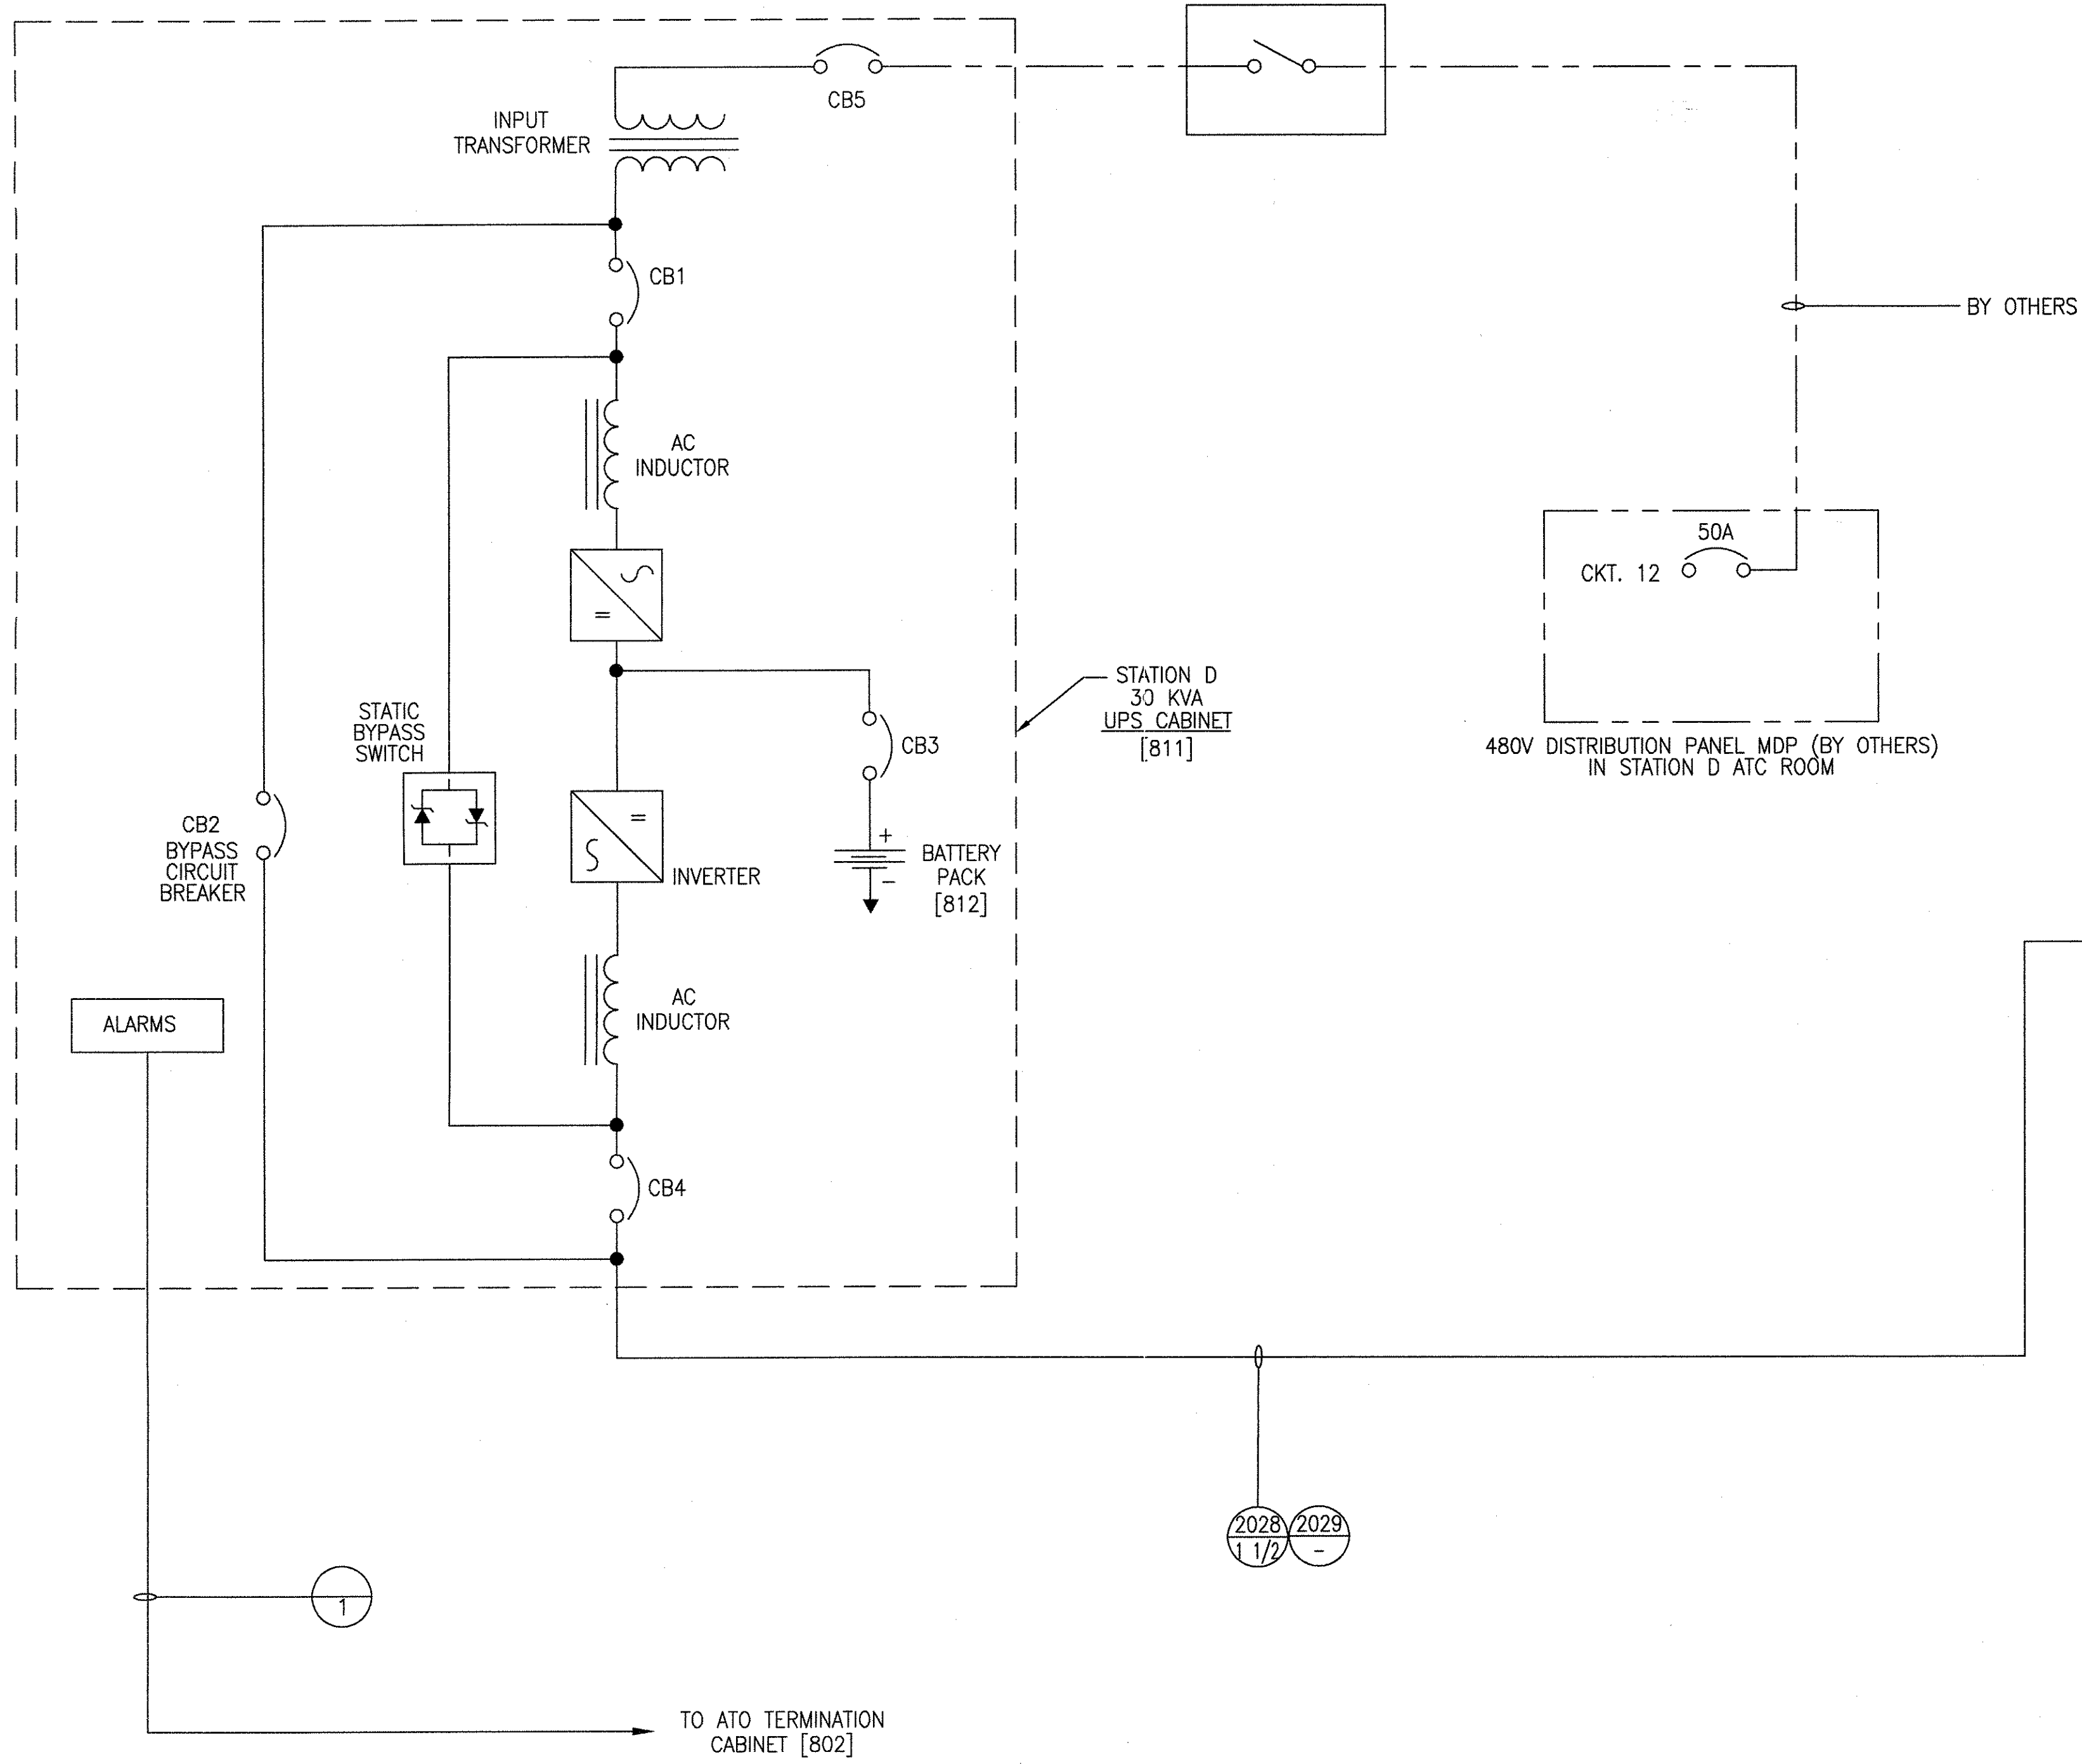 CB5
INPUT
TRANSFORMER
CB1
BY OTHERS
AC
INDUCTOR
50A
CKT. 12
STATION D
30 KVA
UPS CABINET
[811]
480V DISTRIBUTION PANEL MDP (BY OTHERS)
IN STATION D ATC ROOM
STATIC
BYPASS
SWITCH
=
CB3
CB2
BYPASS
CIRCUIT
BREAKER
=
INVERTER
+
-
BATTERY
PACK
[812]
ALARMS
AC
INDUCTOR
CB4
2028
1 1/2
2029
-
1
TO ATO TERMINATION
CABINET [802]